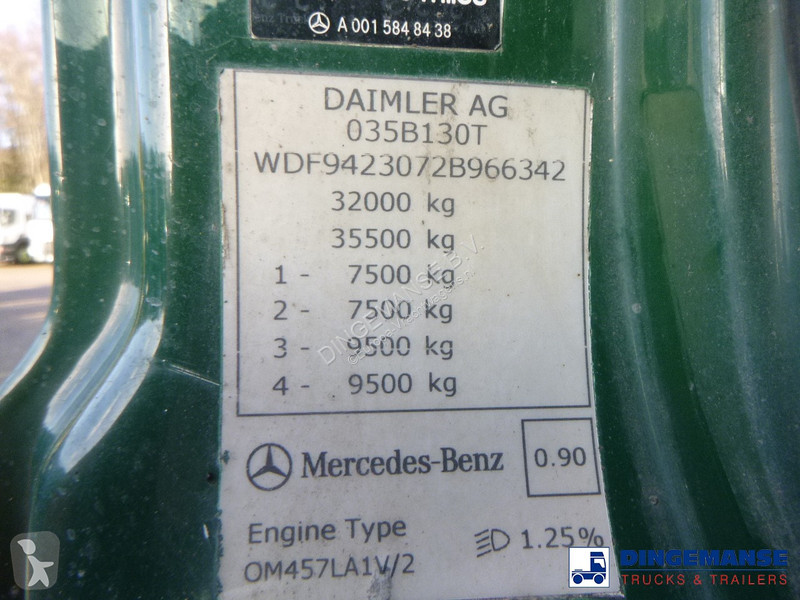 A 001 584 84 38
DAIMLER AG
035B130T
WDF9423072B966342
32000 kg
35500 kg
1 - 7500 kg
2 - 7500 kg
3 - 9500 kg
4 - 9500 kg
DINGEMANSE B.V.
Mercedes-Benz
0.90
Engine Type
OM457LA1V/2
1.25%
DINGEMANSE
TRUCKS & TRAILERS